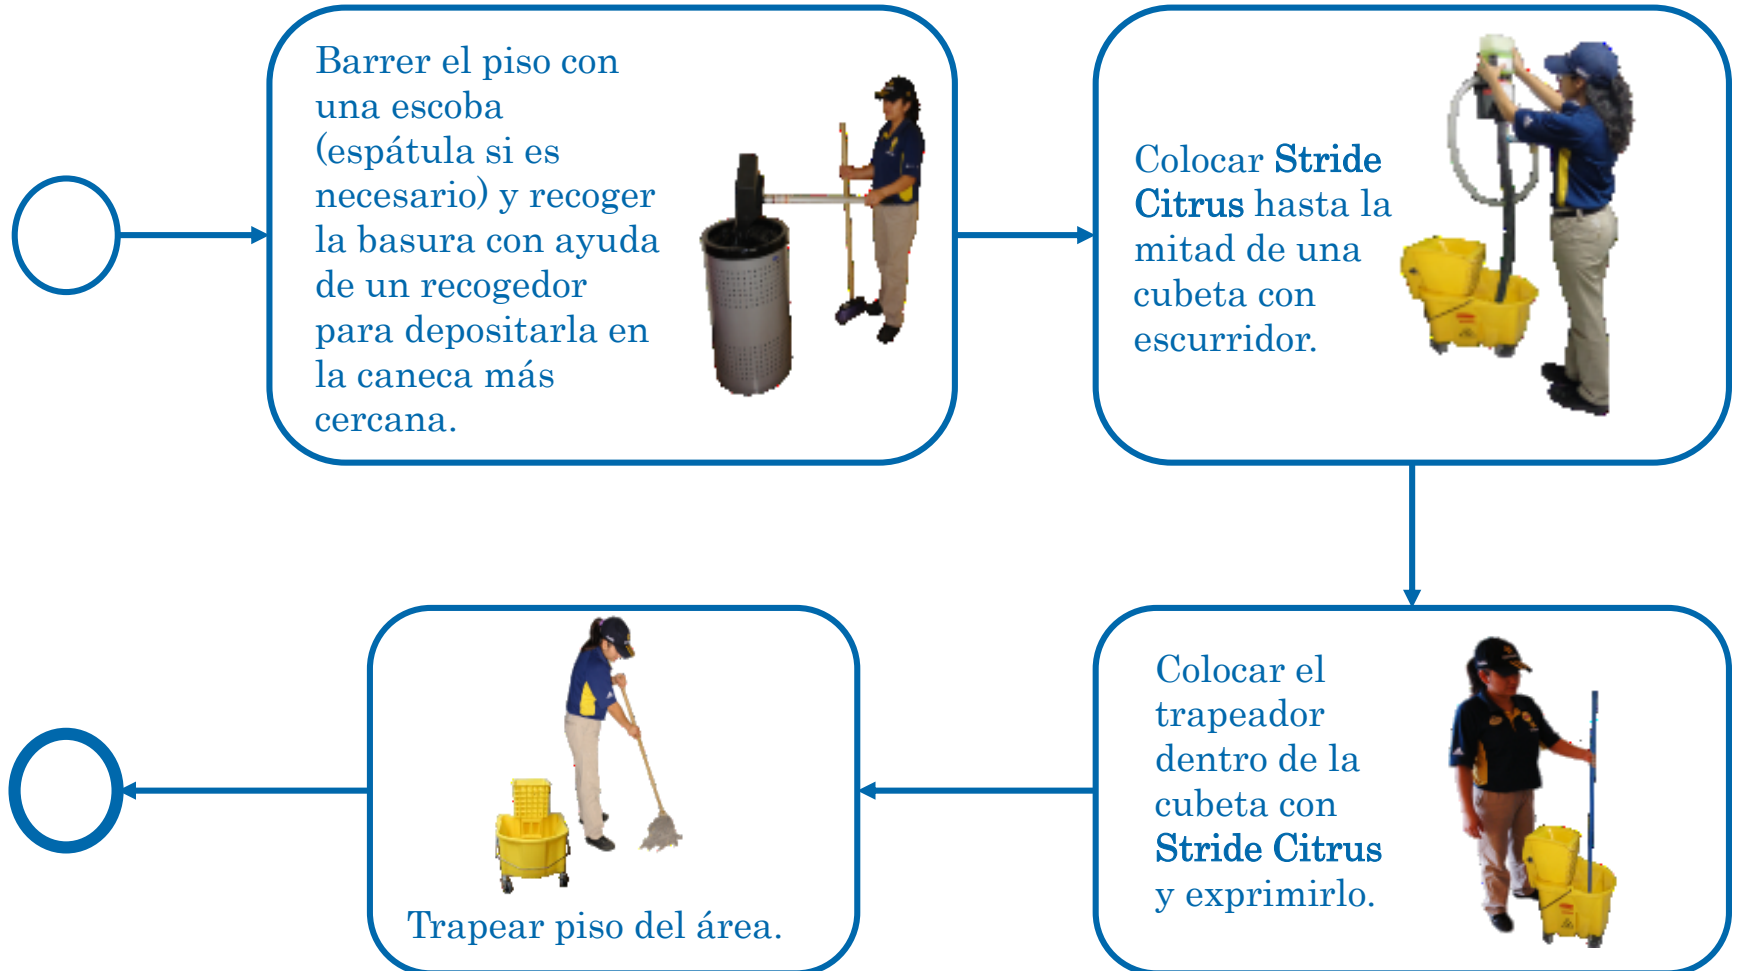 Barrer el piso con
una escoba
(espátula si es
necesario) y recoger
la basura con ayuda
de un recogedor
para depositarla en
la caneca más
cercana.
Colocar Stride
Citrus hasta la
mitad de una
cubeta con
escurridor.
Colocar el
trapeador
dentro de la
cubeta con
Stride Citrus
y exprimirlo.
Trapear piso del área.